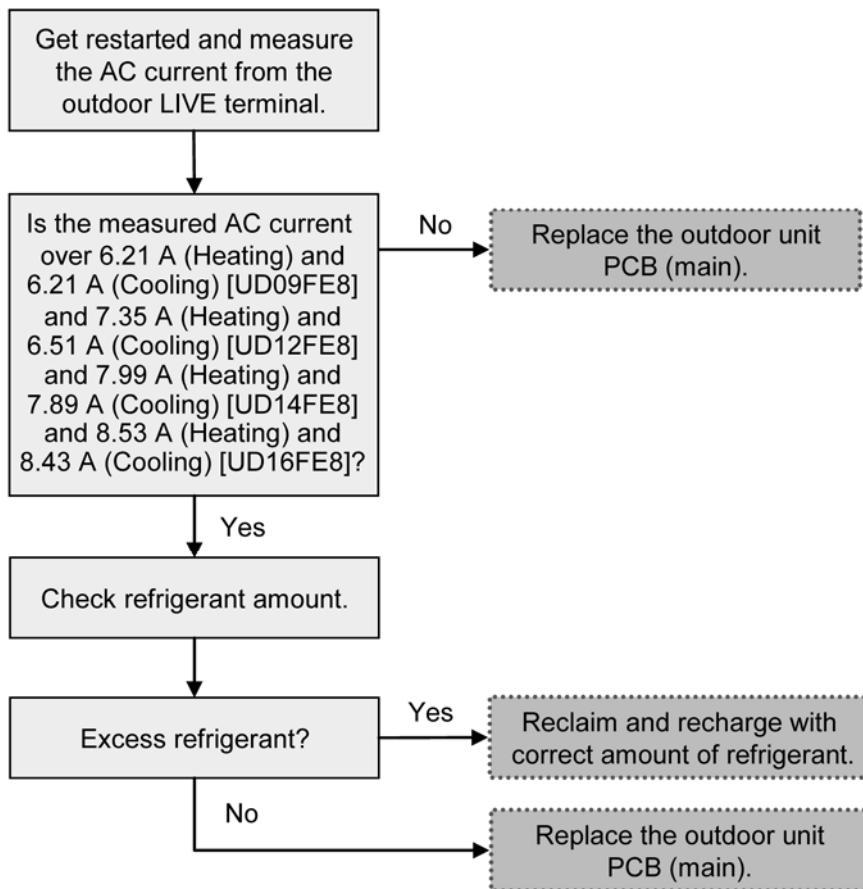 Get restarted and measure
the AC current from the
outdoor LIVE terminal.
Is the measured AC current
over 6.21 A (Heating) and
6.21 A (Cooling) [UD09FE8]
and 7.35 A (Heating) and
6.51 A (Cooling) [UD12FE8]
and 7.99 A (Heating) and
7.89 A (Cooling) [UD14FE8]
and 8.53 A (Heating) and
8.43 A (Cooling) [UD16FE8]?
No
Replace the outdoor unit
PCB (main).
Yes
Check refrigerant amount.
Excess refrigerant?
Yes
Reclaim and recharge with
correct amount of refrigerant.
No
Replace the outdoor unit
PCB (main).